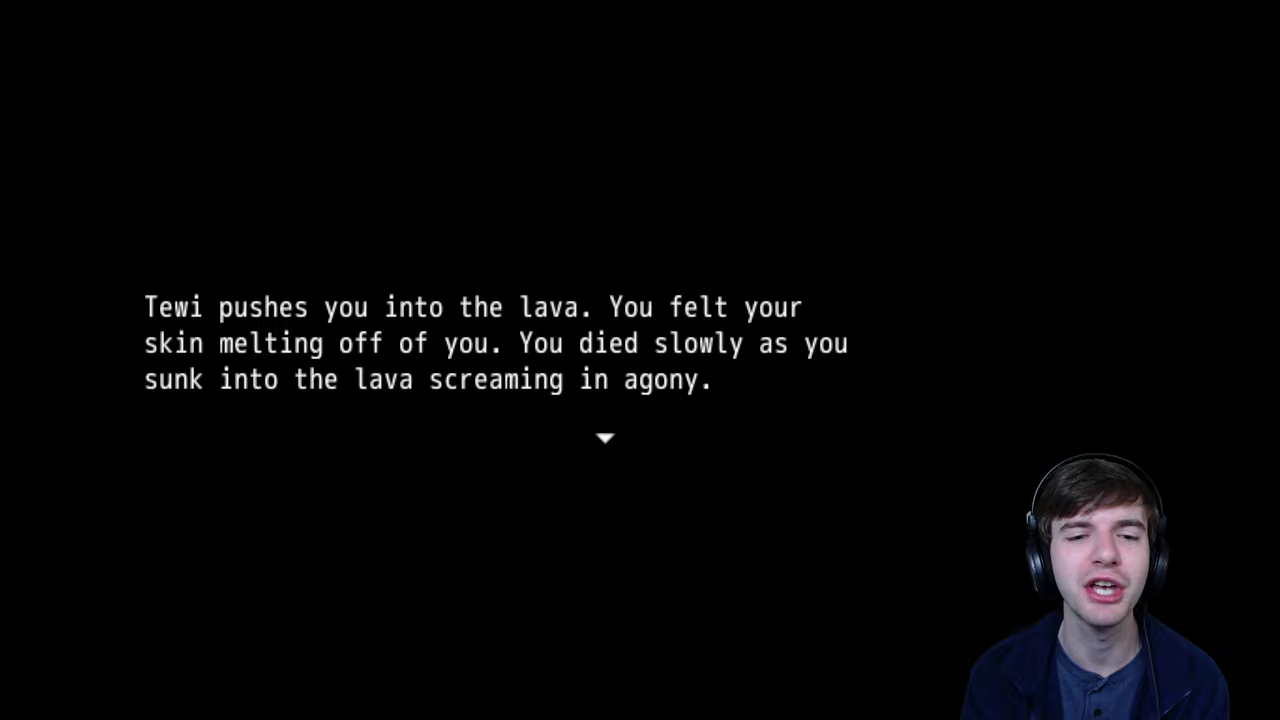 Tewi pushes you into the lava. You felt your
skin melting off of you. You died slowly as you
sunk into the lava screaming in agony.